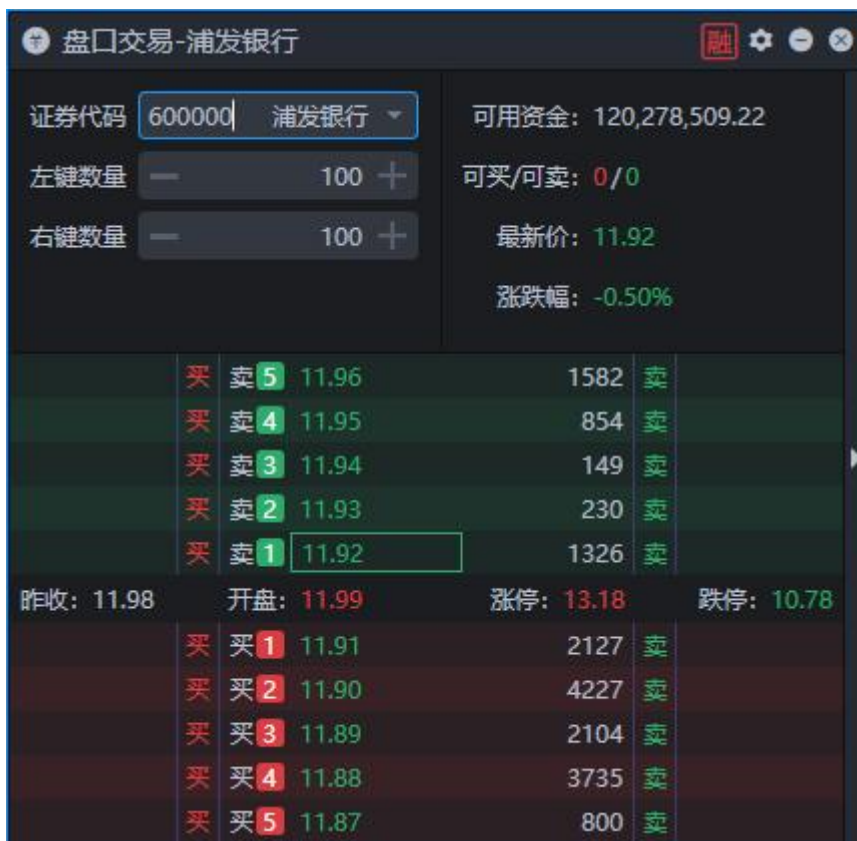 盘口交易-浦发银行 融
证券代码 600000 浦发银行 可用资金: 120,278,509.22
左键数量 100 可买/可卖: 0/0
右键数量 100 最新价: 11.92
涨跌幅: -0.50%
买 卖5 11.96 1582 卖
买 卖4 11.95 854 卖
买 卖3 11.94 149 卖
买 卖2 11.93 230 卖
买 卖1 11.92 1326 卖
昨收: 11.98 开盘: 11.99 涨停: 13.18 跌停: 10.78
买 买1 11.91 2127 卖
买 买2 11.90 4227 卖
买 买3 11.89 2104 卖
买 买4 11.88 3735 卖
买 买5 11.87 800 卖